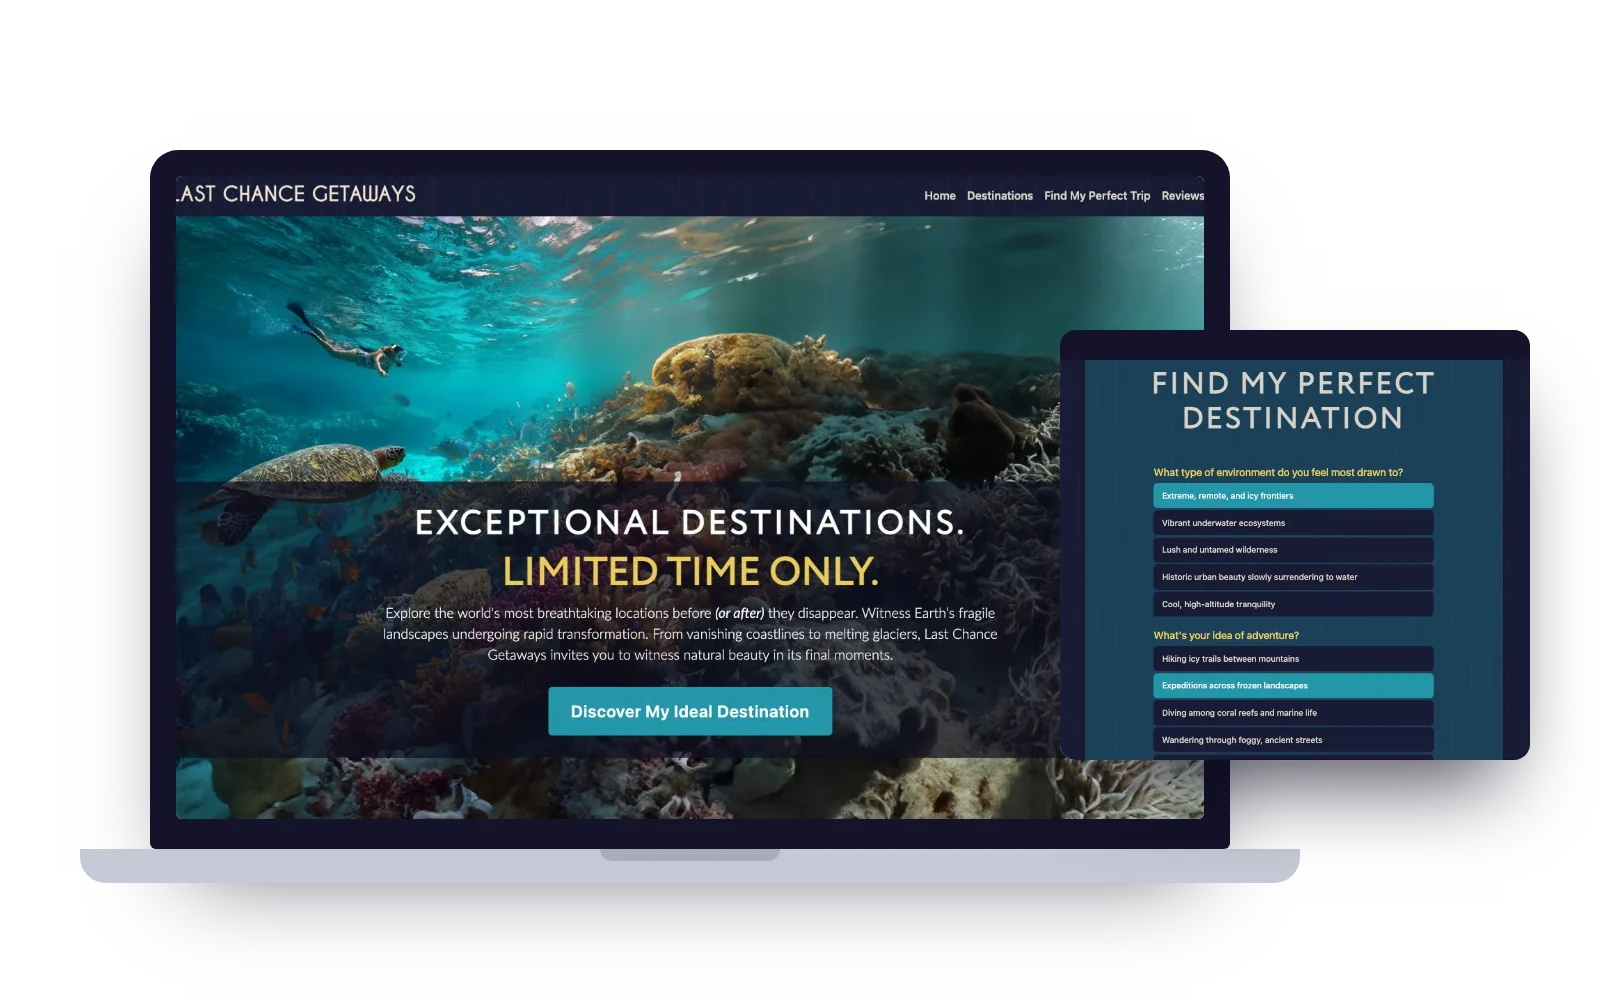 LAST CHANCE GETAWAYS
Home Destinations Find My Perfect Trip Reviews
EXCEPTIONAL DESTINATIONS.
LIMITED TIME ONLY.
Explore the world's most breathtaking locations before (or after) they disappear. Witness Earth's fragile
landscapes undergoing rapid transformation. From vanishing coastlines to melting glaciers, Last Chance
Getaways invites you to witness natural beauty in its final moments.
Discover My Ideal Destination
FIND MY PERFECT
DESTINATION
What type of environment do you feel most drawn to?
Extreme, remote, and icy frontiers
Vibrant underwater ecosystems
Lush and untamed wilderness
Historic urban beauty slowly surrendering to water
Cool, high-altitude tranquility
What's your idea of adventure?
Hiking icy trails between mountains
Expeditions across frozen landscapes
Diving among coral reefs and marine life
Wandering through foggy, ancient streets